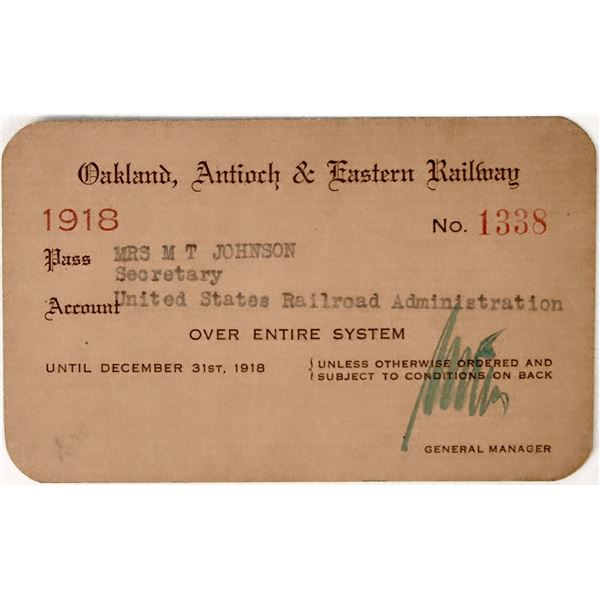 Oakland, Antioch & Eastern Railway
1918 No. 1338
Pass MRS M T JOHNSON
Secretary
Account United States Railroad Administration
OVER ENTIRE SYSTEM
UNTIL DECEMBER 31ST, 1918 { UNLESS OTHERWISE ORDERED AND
SUBJECT TO CONDITIONS ON BACK
GENERAL MANAGER